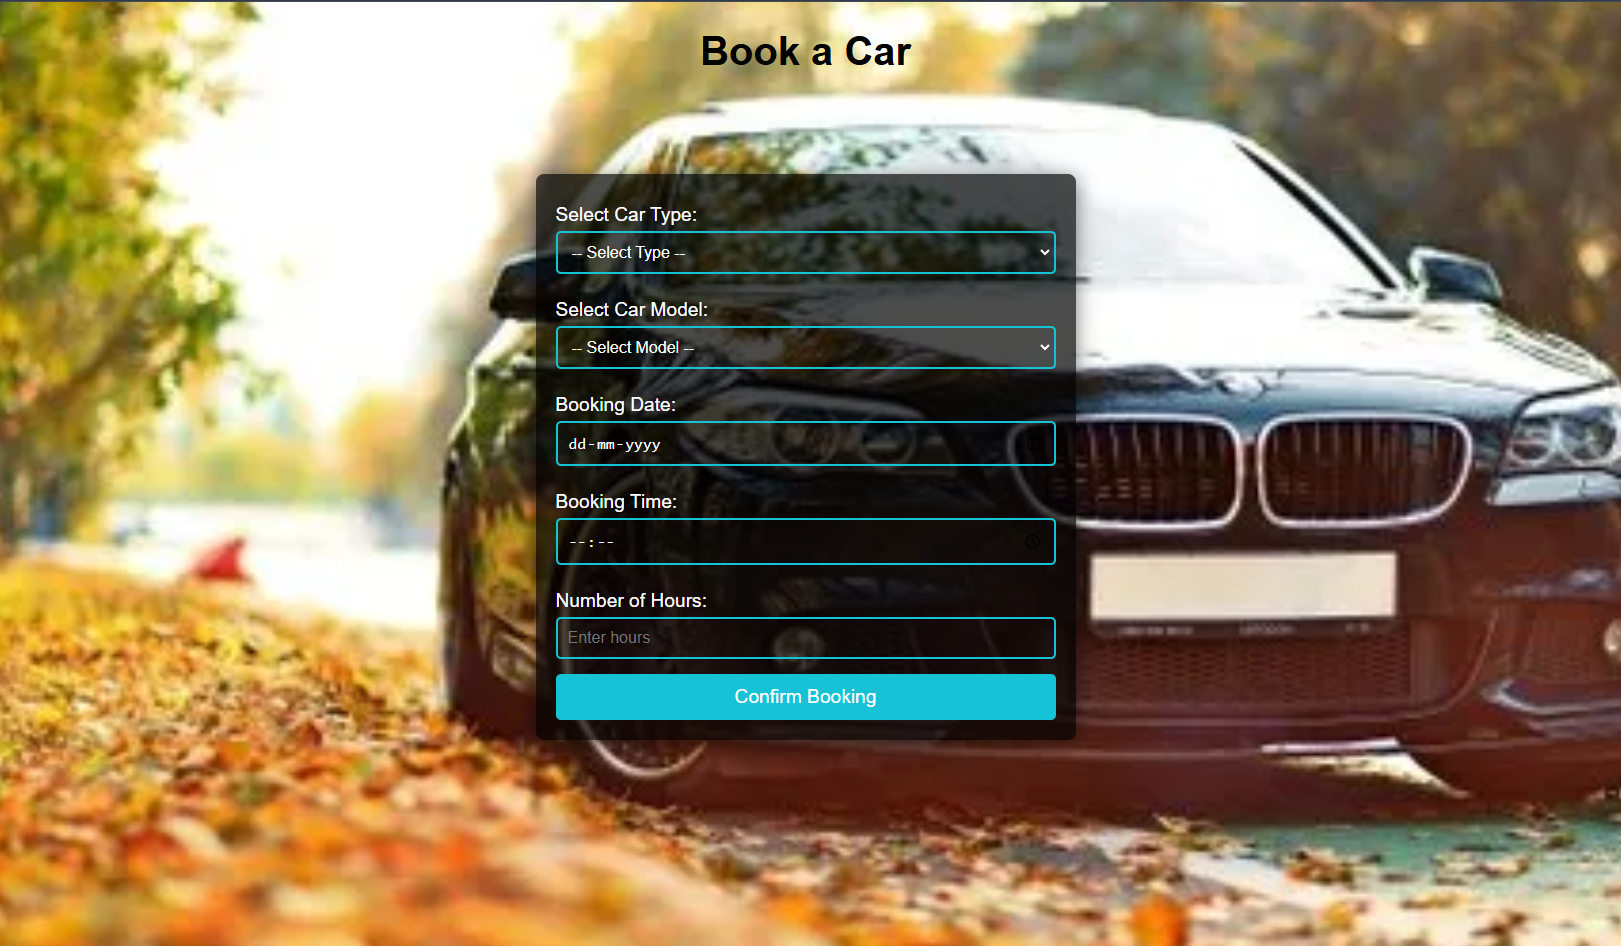 Book a Car
Select Car Type:
-- Select Type --
Select Car Model:
-- Select Model --
Booking Date:
dd-mm-yyyy
Booking Time:
--:--
Number of Hours:
Enter hours
Confirm Booking